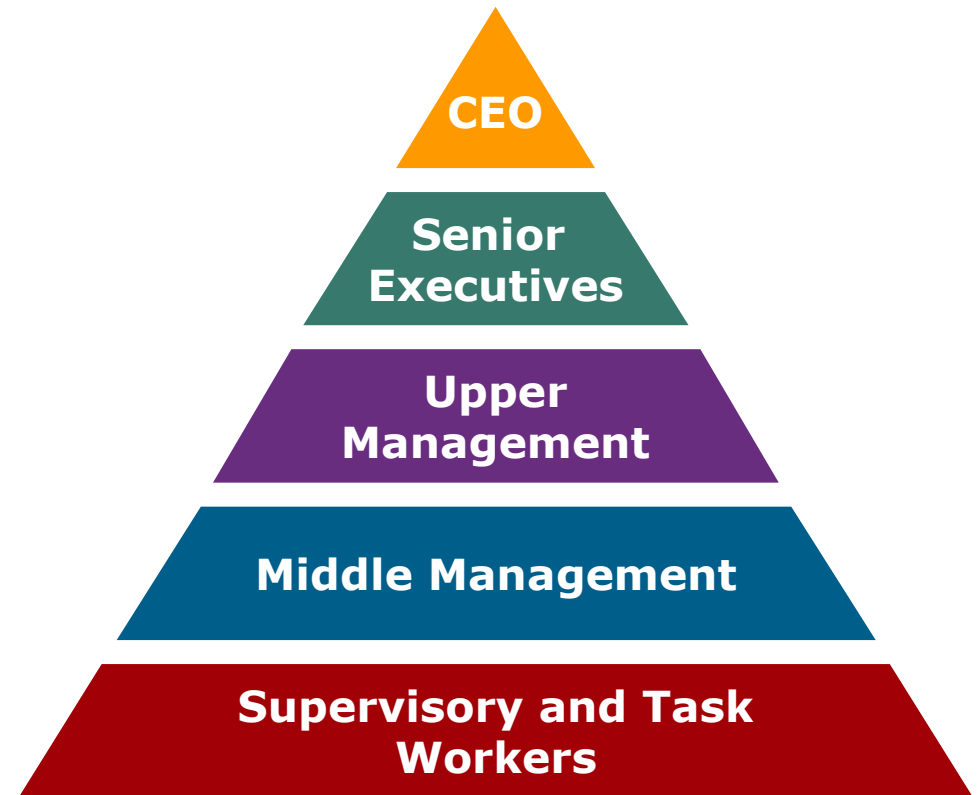 CEO
Senior
Executives
Upper
Management
Middle Management
Supervisory and Task
Workers